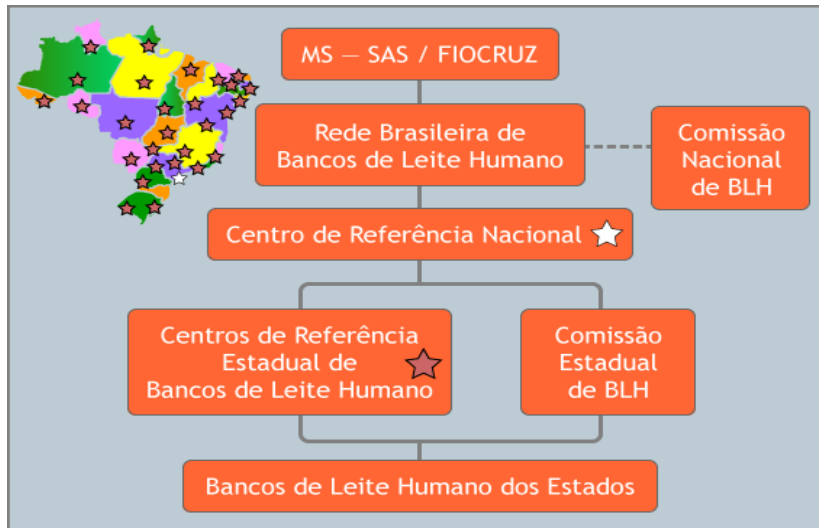 MS – SAS / FIOCRUZ
Rede Brasileira de
Bancos de Leite Humano
Comissão
Nacional
de BLH
Centro de Referência Nacional
Centros de Referência
Estadual de
Bancos de Leite Humano
Comissão
Estadual
de BLH
Bancos de Leite Humano dos Estados